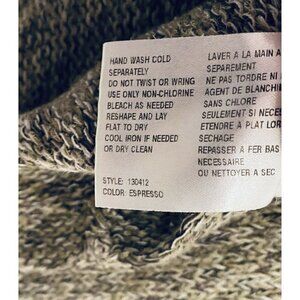 HAND WASH COLD
SEPARATELY
DO NOT TWIST OR WRING
USE ONLY NON-CHLORINE
BLEACH AS NEEDED
RESHAPE AND LAY
FLAT TO DRY
COOL IRON IF NEEDED
OR DRY CLEAN
STYLE: 130412
COLOR: ESPRESSO
LAVER A LA MAIN A
SEPAREMENT
NE PAS TORDRE NI
AGENT DE BLANCHI
SANS CHLORE
SEULEMENT SI NECES
ETENDRE A PLAT
SECHAGE
REPASSER A FER BAS
NECESSAIRE
OU NETTOYER A SEC